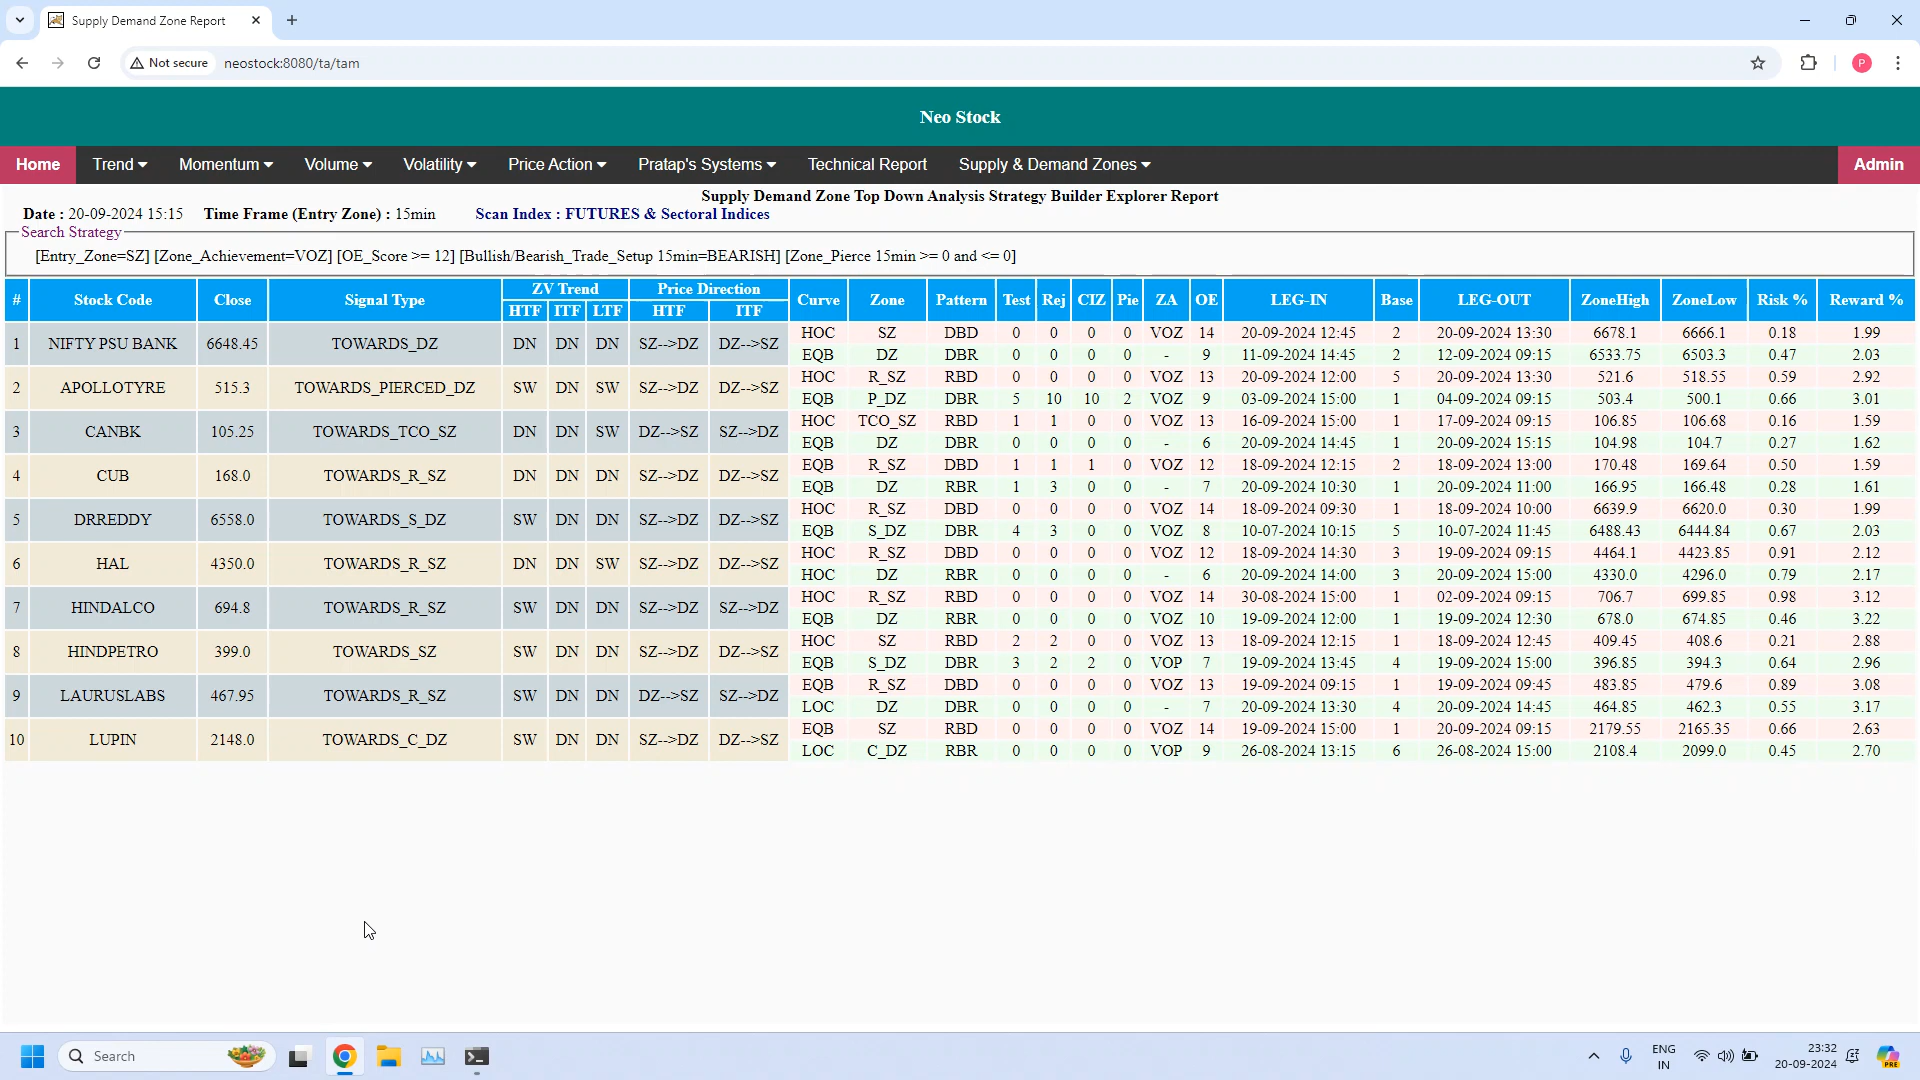 Supply Demand Zone Report
Not secure
neostock:8080/ta/tam
P
Neo Stock
Home Trend Momentum Volume Volatility Price Action Pratap's Systems Technical Report Supply & Demand Zones Admin
Supply Demand Zone Top Down Analysis Strategy Builder Explorer Report
Date : 20-09-2024 15:15 Time Frame (Entry Zone) : 15min Scan Index : FUTURES & Sectoral Indices
Search Strategy
[Entry_Zone=SZ] [Zone_Achievement=VOZ] [OE_Score >= 12] [Bullish/Bearish_Trade_Setup 15min=BEARISH] [Zone_Pierce 15min >= 0 and <= 0]
# Stock Code Close Signal Type ZV Trend Price Direction Curve Zone Pattern Test Rej CIZ Pie ZA OE LEG-IN Base LEG-OUT ZoneHigh ZoneLow Risk % Reward %
HTF ITF LTF HTF ITF
1 NIFTY PSU BANK 6648.45 TOWARDS_DZ DN DN DN SZ-->DZ DZ-->SZ HOC SZ DBD 0 0 0 0 VOZ 14 20-09-2024 12:45 2 20-09-2024 13:30 6678.1 6666.1 0.18 1.99
EQB DZ DBR 0 0 0 0 - 9 11-09-2024 14:45 2 12-09-2024 09:15 6533.75 6503.3 0.47 2.03
2 APOLLOTYRE 515.3 TOWARDS_PIERCED_DZ SW DN SW SZ-->DZ DZ-->SZ HOC R_SZ RBD 0 0 0 0 VOZ 13 20-09-2024 12:00 5 20-09-2024 13:30 521.6 518.55 0.59 2.92
EQB P_DZ DBR 5 10 10 2 VOZ 9 03-09-2024 15:00 1 04-09-2024 09:15 503.4 500.1 0.66 3.01
3 CANBK 105.25 TOWARDS_TCO_SZ DN DN SW DZ-->SZ SZ-->DZ HOC TCO_SZ RBD 1 1 0 0 VOZ 13 16-09-2024 15:00 1 17-09-2024 09:15 106.85 106.68 0.16 1.59
EQB DZ DBR 0 0 0 0 - 6 20-09-2024 14:45 1 20-09-2024 15:15 104.98 104.7 0.27 1.62
4 CUB 168.0 TOWARDS_R_SZ DN DN DN SZ-->DZ DZ-->SZ EQB R_SZ DBD 1 1 1 0 VOZ 12 18-09-2024 12:15 2 18-09-2024 13:00 170.48 169.64 0.50 1.59
EQB DZ RBR 1 3 0 0 - 7 20-09-2024 10:30 1 20-09-2024 11:00 166.95 166.48 0.28 1.61
5 DRREDDY 6558.0 TOWARDS_S_DZ SW DN DN SZ-->DZ DZ-->SZ HOC R_SZ DBD 0 0 0 0 VOZ 14 18-09-2024 09:30 1 18-09-2024 10:00 6639.9 6620.0 0.30 1.99
EQB S_DZ DBR 4 3 0 0 VOZ 8 10-07-2024 10:15 5 10-07-2024 11:45 6488.43 6444.84 0.67 2.03
6 HAL 4350.0 TOWARDS_R_SZ DN DN SW SZ-->DZ DZ-->SZ HOC R_SZ DBD 0 0 0 0 VOZ 12 18-09-2024 14:30 3 19-09-2024 09:15 4464.1 4423.85 0.91 2.12
HOC DZ RBR 0 0 0 0 - 6 20-09-2024 14:00 3 20-09-2024 15:00 4330.0 4296.0 0.79 2.17
7 HINDALCO 694.8 TOWARDS_R_SZ SW DN DN SZ-->DZ SZ-->DZ HOC R_SZ RBD 0 0 0 0 VOZ 14 30-08-2024 15:00 1 02-09-2024 09:15 706.7 699.85 0.98 3.12
EQB DZ RBR 0 0 0 0 VOZ 10 19-09-2024 12:00 1 19-09-2024 12:30 678.0 674.85 0.46 3.22
8 HINDPETRO 399.0 TOWARDS_SZ SW DN DN SZ-->DZ DZ-->SZ HOC SZ RBD 2 2 0 0 VOZ 13 18-09-2024 12:15 1 18-09-2024 12:45 409.45 408.6 0.21 2.88
EQB S_DZ DBR 3 2 2 0 VOP 7 19-09-2024 13:45 4 19-09-2024 15:00 396.85 394.3 0.64 2.96
9 LAURUSLABS 467.95 TOWARDS_R_SZ SW DN DN DZ-->SZ SZ-->DZ EQB R_SZ DBD 0 0 0 0 VOZ 13 19-09-2024 09:15 1 19-09-2024 09:45 483.85 479.6 0.89 3.08
LOC DZ DBR 0 0 0 0 - 7 20-09-2024 13:30 4 20-09-2024 14:45 464.85 462.3 0.55 3.17
10 LUPIN 2148.0 TOWARDS_C_DZ SW DN DN SZ-->DZ DZ-->SZ EQB SZ RBD 0 0 0 0 VOZ 14 19-09-2024 15:00 1 20-09-2024 09:15 2179.55 2165.35 0.66 2.63
LOC C_DZ RBR 0 0 0 0 VOP 9 26-08-2024 13:15 6 26-08-2024 15:00 2108.4 2099.0 0.45 2.70
Search
ENG
IN
23:32
20-09-2024
PRE